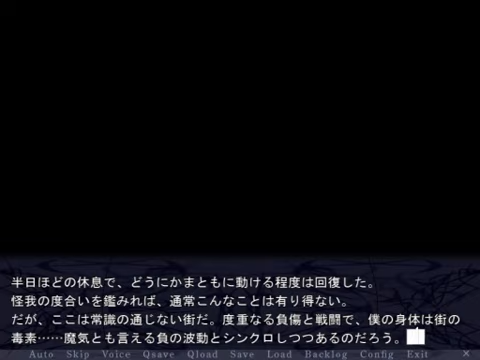 半日ほどの休息で、どうにかまともに動ける程度は回復した。
怪我の度合いを鑑みれば、通常こんなことは有り得ない。
だが、ここは常識の通じない街だ。度重なる負傷と戦闘で、僕の身体は街の
毒素……魔気とも言える負の波動とシンクロしつつあるのだろう。
Auto Skip Voice Qsave Qload Save Load Backlog Config Exit ×